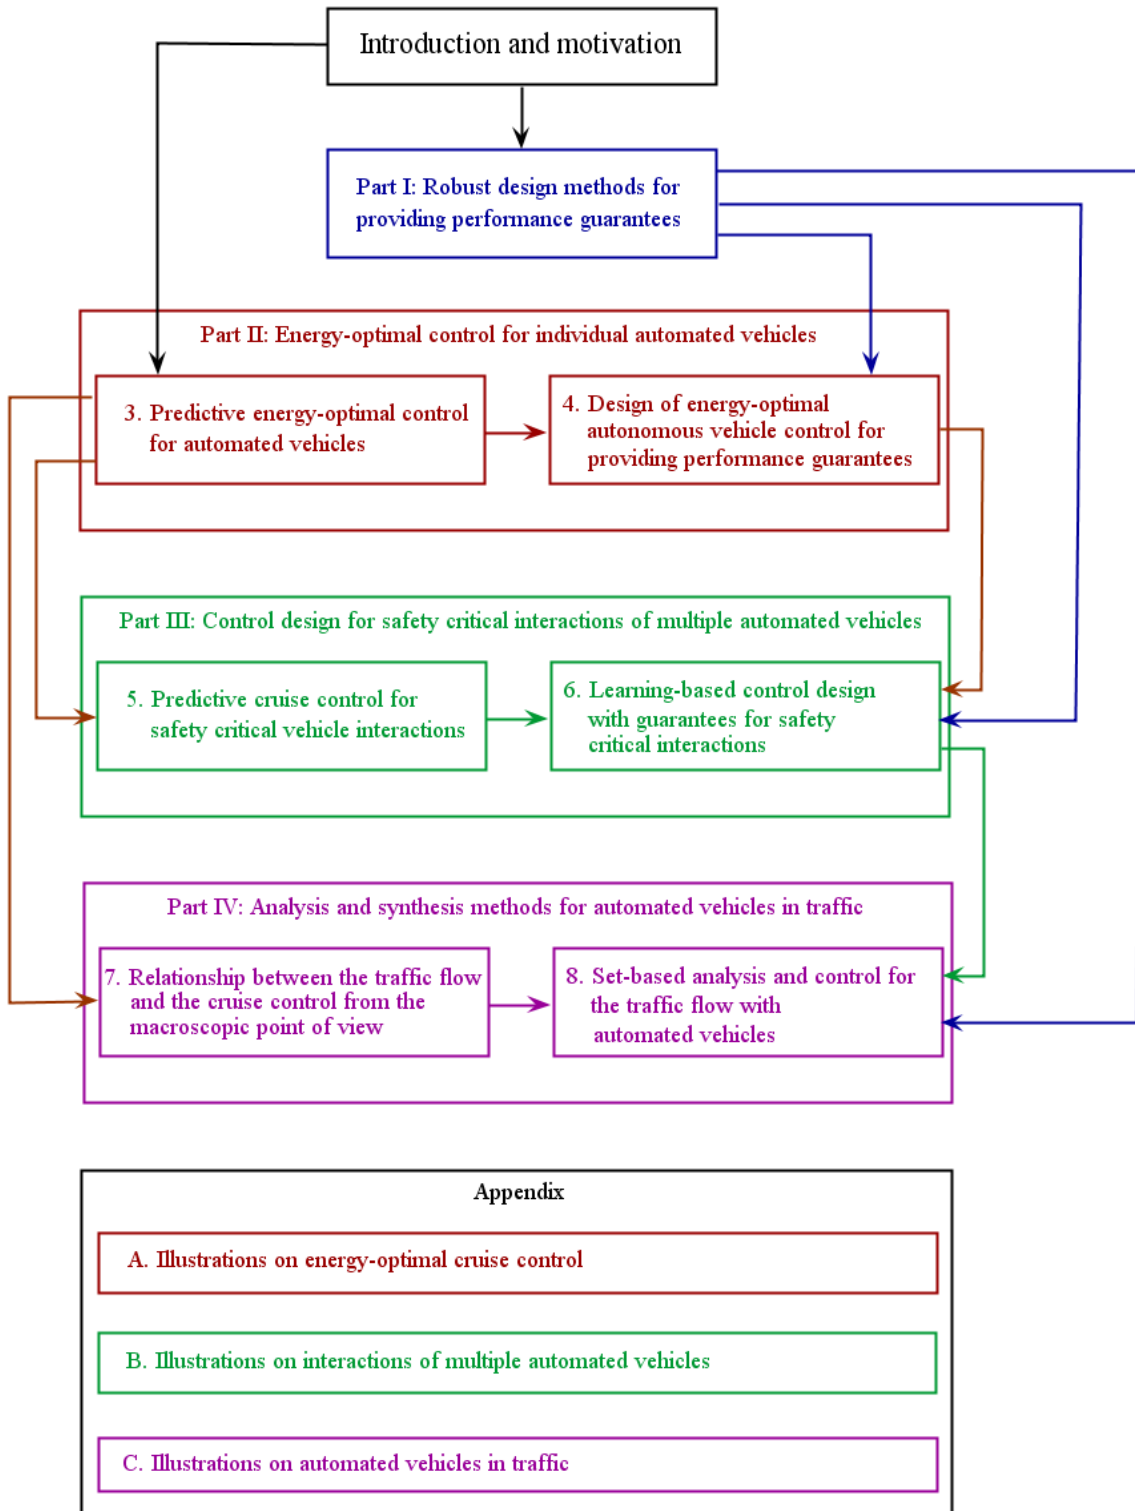 Introduction and motivation
Part I: Robust design methods for
providing performance guarantees
Part II: Energy-optimal control for individual automated vehicles
3. Predictive energy-optimal control
for automated vehicles
4. Design of energy-optimal
autonomous vehicle control for
providing performance guarantees
Part III: Control design for safety critical interactions of multiple automated vehicles
5. Predictive cruise control for
safety critical vehicle interactions
6. Learning-based control design
with guarantees for safety
critical interactions
Part IV: Analysis and synthesis methods for automated vehicles in traffic
7. Relationship between the traffic flow
and the cruise control from the
macroscopic point of view
8. Set-based analysis and control for
the traffic flow with
automated vehicles
Appendix
A. Illustrations on energy-optimal cruise control
B. Illustrations on interactions of multiple automated vehicles
C. Illustrations on automated vehicles in traffic